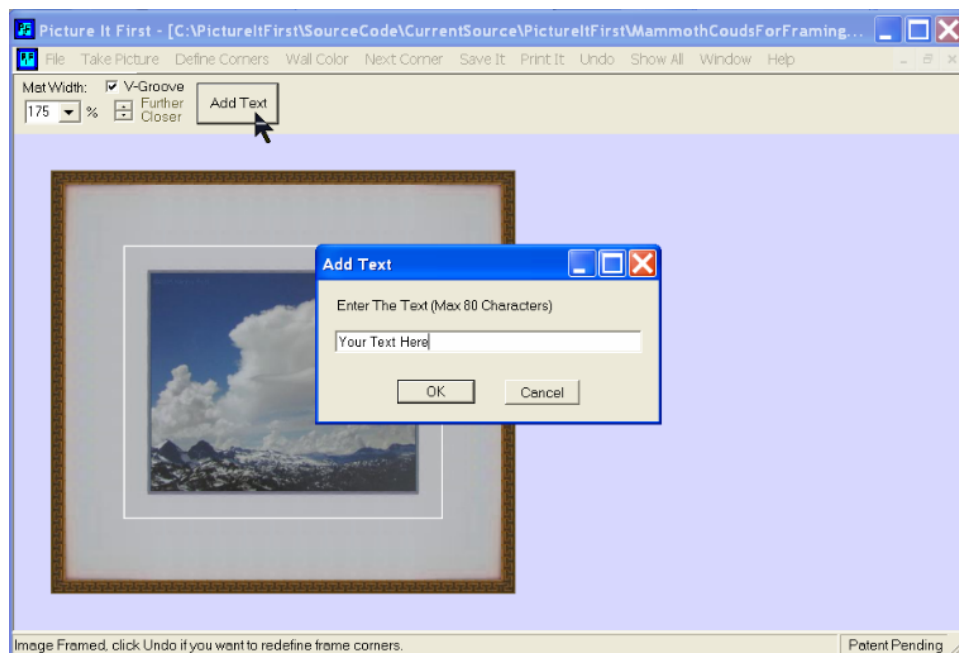 Picture It First - [C:\PictureItFirst\SourceCode\CurrentSource\PictureItFirst\MammothCoudsForFraming...
File Take Picture Define Corners Wall Color Next Corner Save It Print It Undo Show All Window Help
Mat Width: V-Groove
175 % Further
Closer
Add Text
Add Text
Enter The Text (Max 80 Characters)
Your Text Here
OK Cancel
Image Framed, click Undo if you want to redefine frame corners. Patent Pending